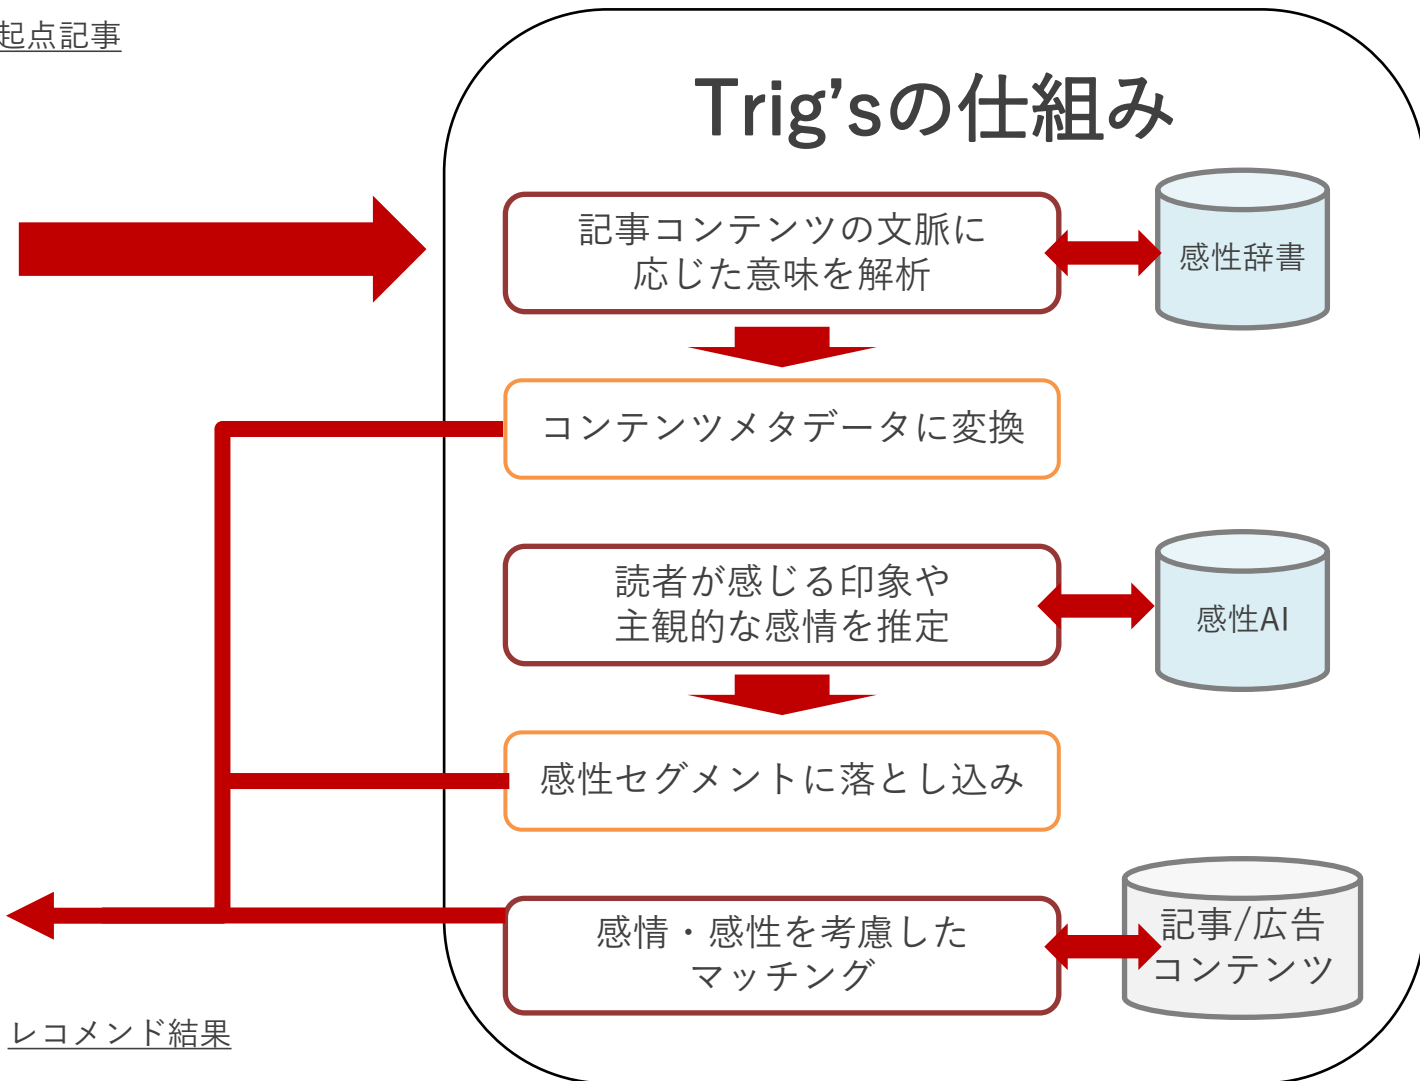 起点記事
Trig’sの仕組み
記事コンテンツの文脈に
応じた意味を解析
感性辞書
コンテンツメタデータに変換
読者が感じる印象や
主観的な感情を推定
感性AI
感性セグメントに落とし込み
感情・感性を考慮した
マッチング
記事/広告
コンテンツ
レコメンド結果